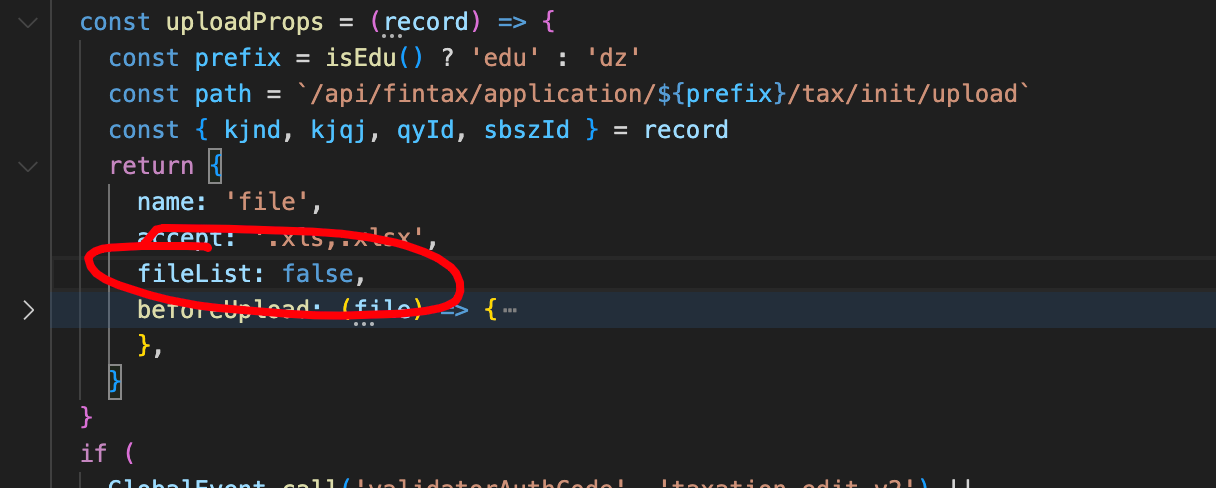 const uploadProps = (record) => {
const prefix = isEdu() ? 'edu' : 'dz'
const path = `/api/fintax/application/${prefix}/tax/init/upload`
const { kjnd, kjqj, qyId, sbszId } = record
return {
name: 'file',
accept: '.xls,.xlsx',
fileList: false,
beforeUpload: (file) => {⋯
},
}
}
if (
GlobalEvent.call('validatorAuthCode', 'taxation_edit_v2') ||